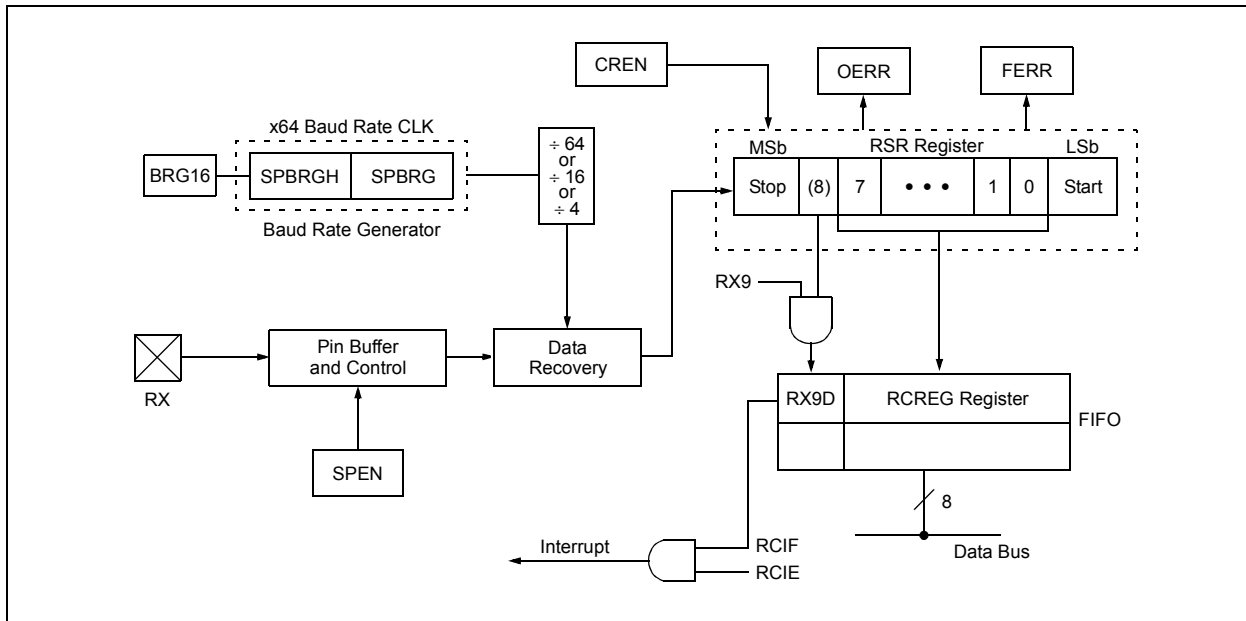 CREN
OERR
FERR
x64 Baud Rate CLK
BRG16
SPBRGH
SPBRG
Baud Rate Generator
÷ 64
or
÷ 16
or
÷ 4
MSb
RSR Register
LSb
Stop
(8)
7
• • •
1
0
Start
RX9
RX
Pin Buffer
and Control
Data
Recovery
SPEN
RX9D
RCREG Register
FIFO
8
Data Bus
Interrupt
RCIF
RCIE